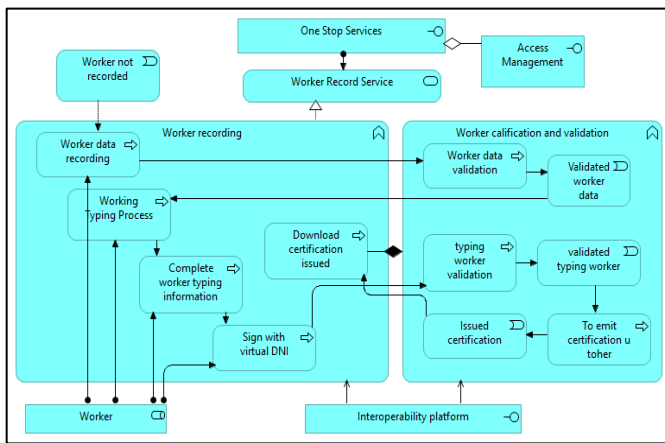 One Stop Services
Access
Management
Worker not
recorded
Worker Record Service
Worker recording
Worker calification and validation
Worker data
recording
Worker data
validation
Validated
worker
data
Working
Typing Process
Download
certification
issued
typing
worker
validation
validated
typing worker
Complete
worker typing
information
Sign with
virtual DNI
Issued
certification
To emit
certification u
toher
Worker
Interoperability platform